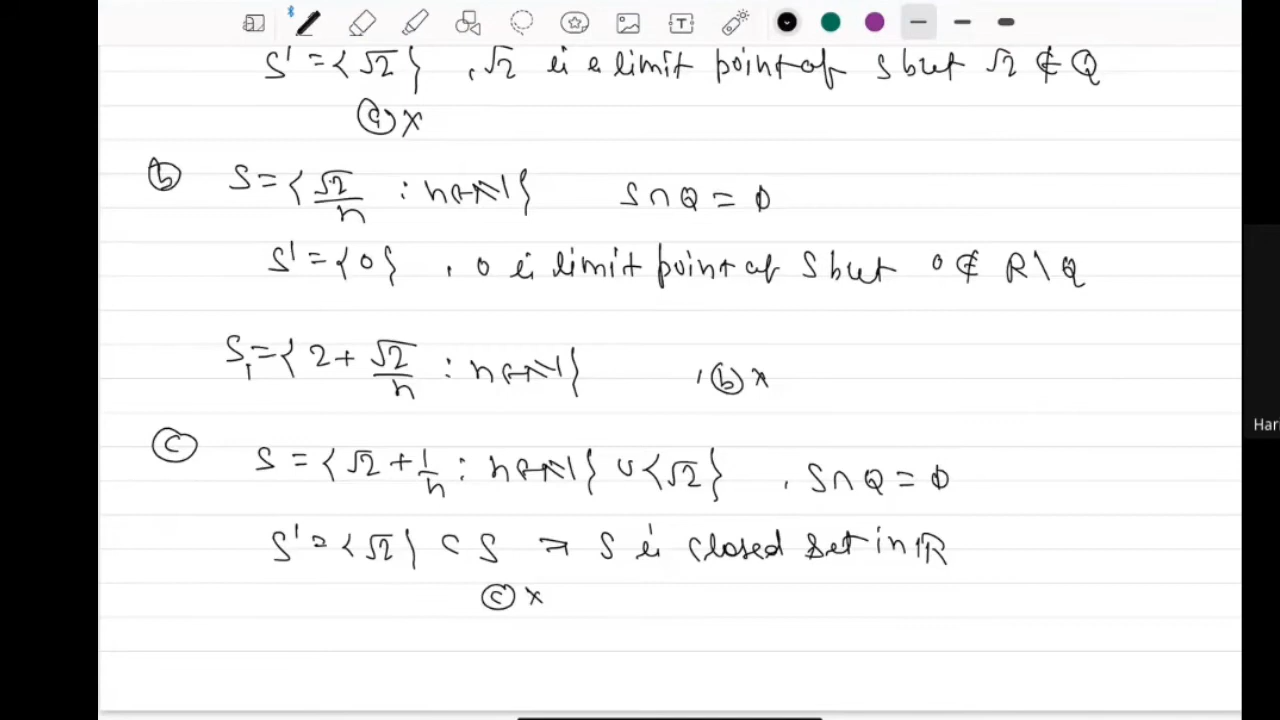 S' = {√2} , √2 is a limit point of S but √2 ∉ Q
(a) ×
(b) S = {√2/n : n∈ℕ} S∩Q = ϕ
S' = {0} , 0 is limit point of S but 0 ∉ R\Q
S₁ = {2 + √2/n : n∈ℕ} , (b) ×
(c) S = {√2 + 1/n : n∈ℕ} ∪ {√2} , S∩Q = ϕ
S' = {√2} ⊂ S ⇒ S is closed set in ℝ
(c) ×
Har